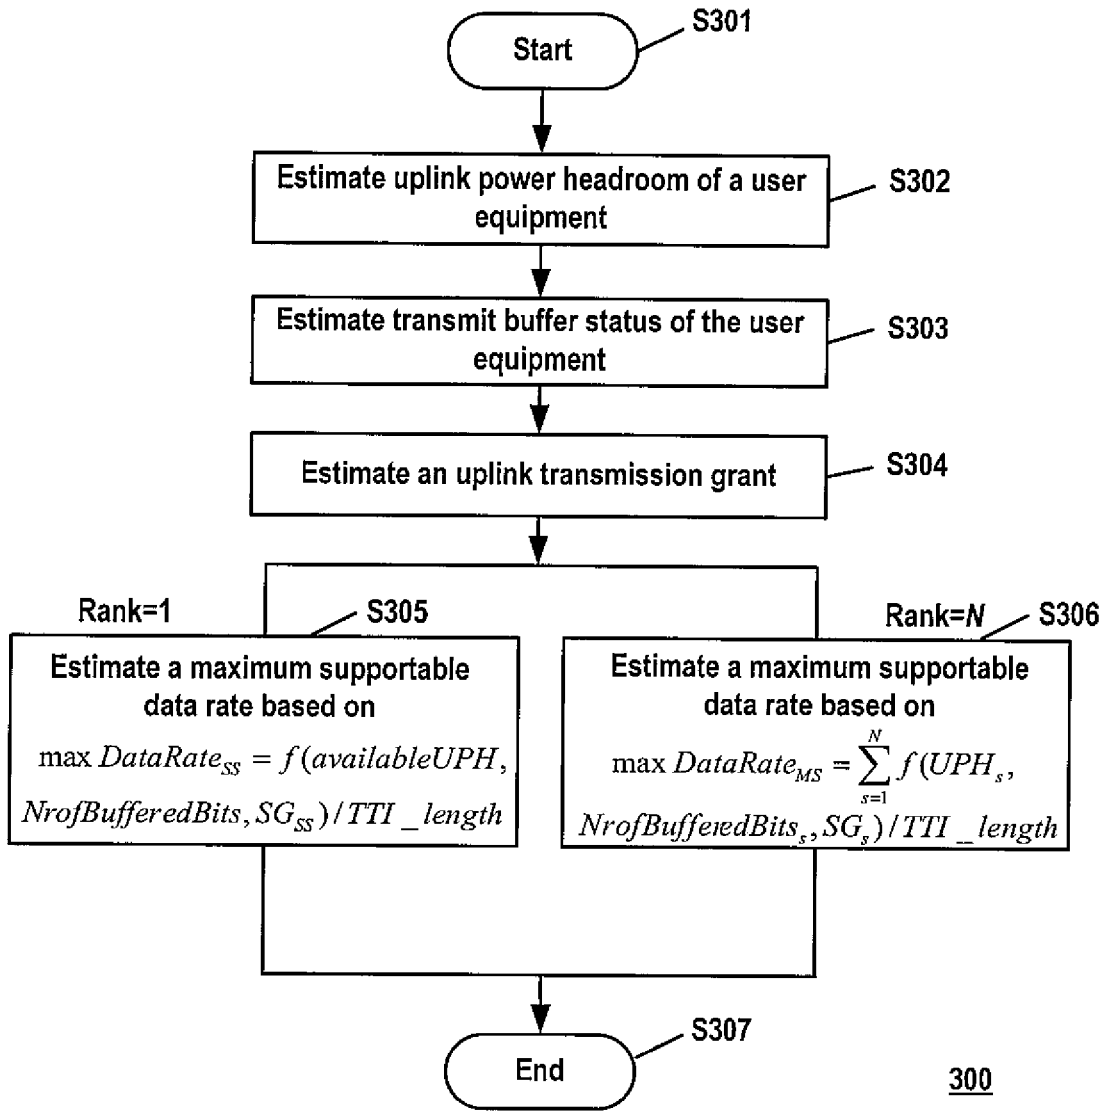 Start
S301
Estimate uplink power headroom of a user
equipment
S302
Estimate transmit buffer status of the user
equipment
S303
Estimate an uplink transmission grant
S304
Rank=1
S305
Estimate a maximum supportable
data rate based on
max DataRate_SS = f(availableUPH,
NrofBufferedBits, SG_SS)/TTI_length
Rank=N
S306
Estimate a maximum supportable
data rate based on
max DataRate_MS = ∑_{s=1}^{N} f(UPH_s,
NrofBufferedBits_s, SG_s)/TTI_length
End
S307
300